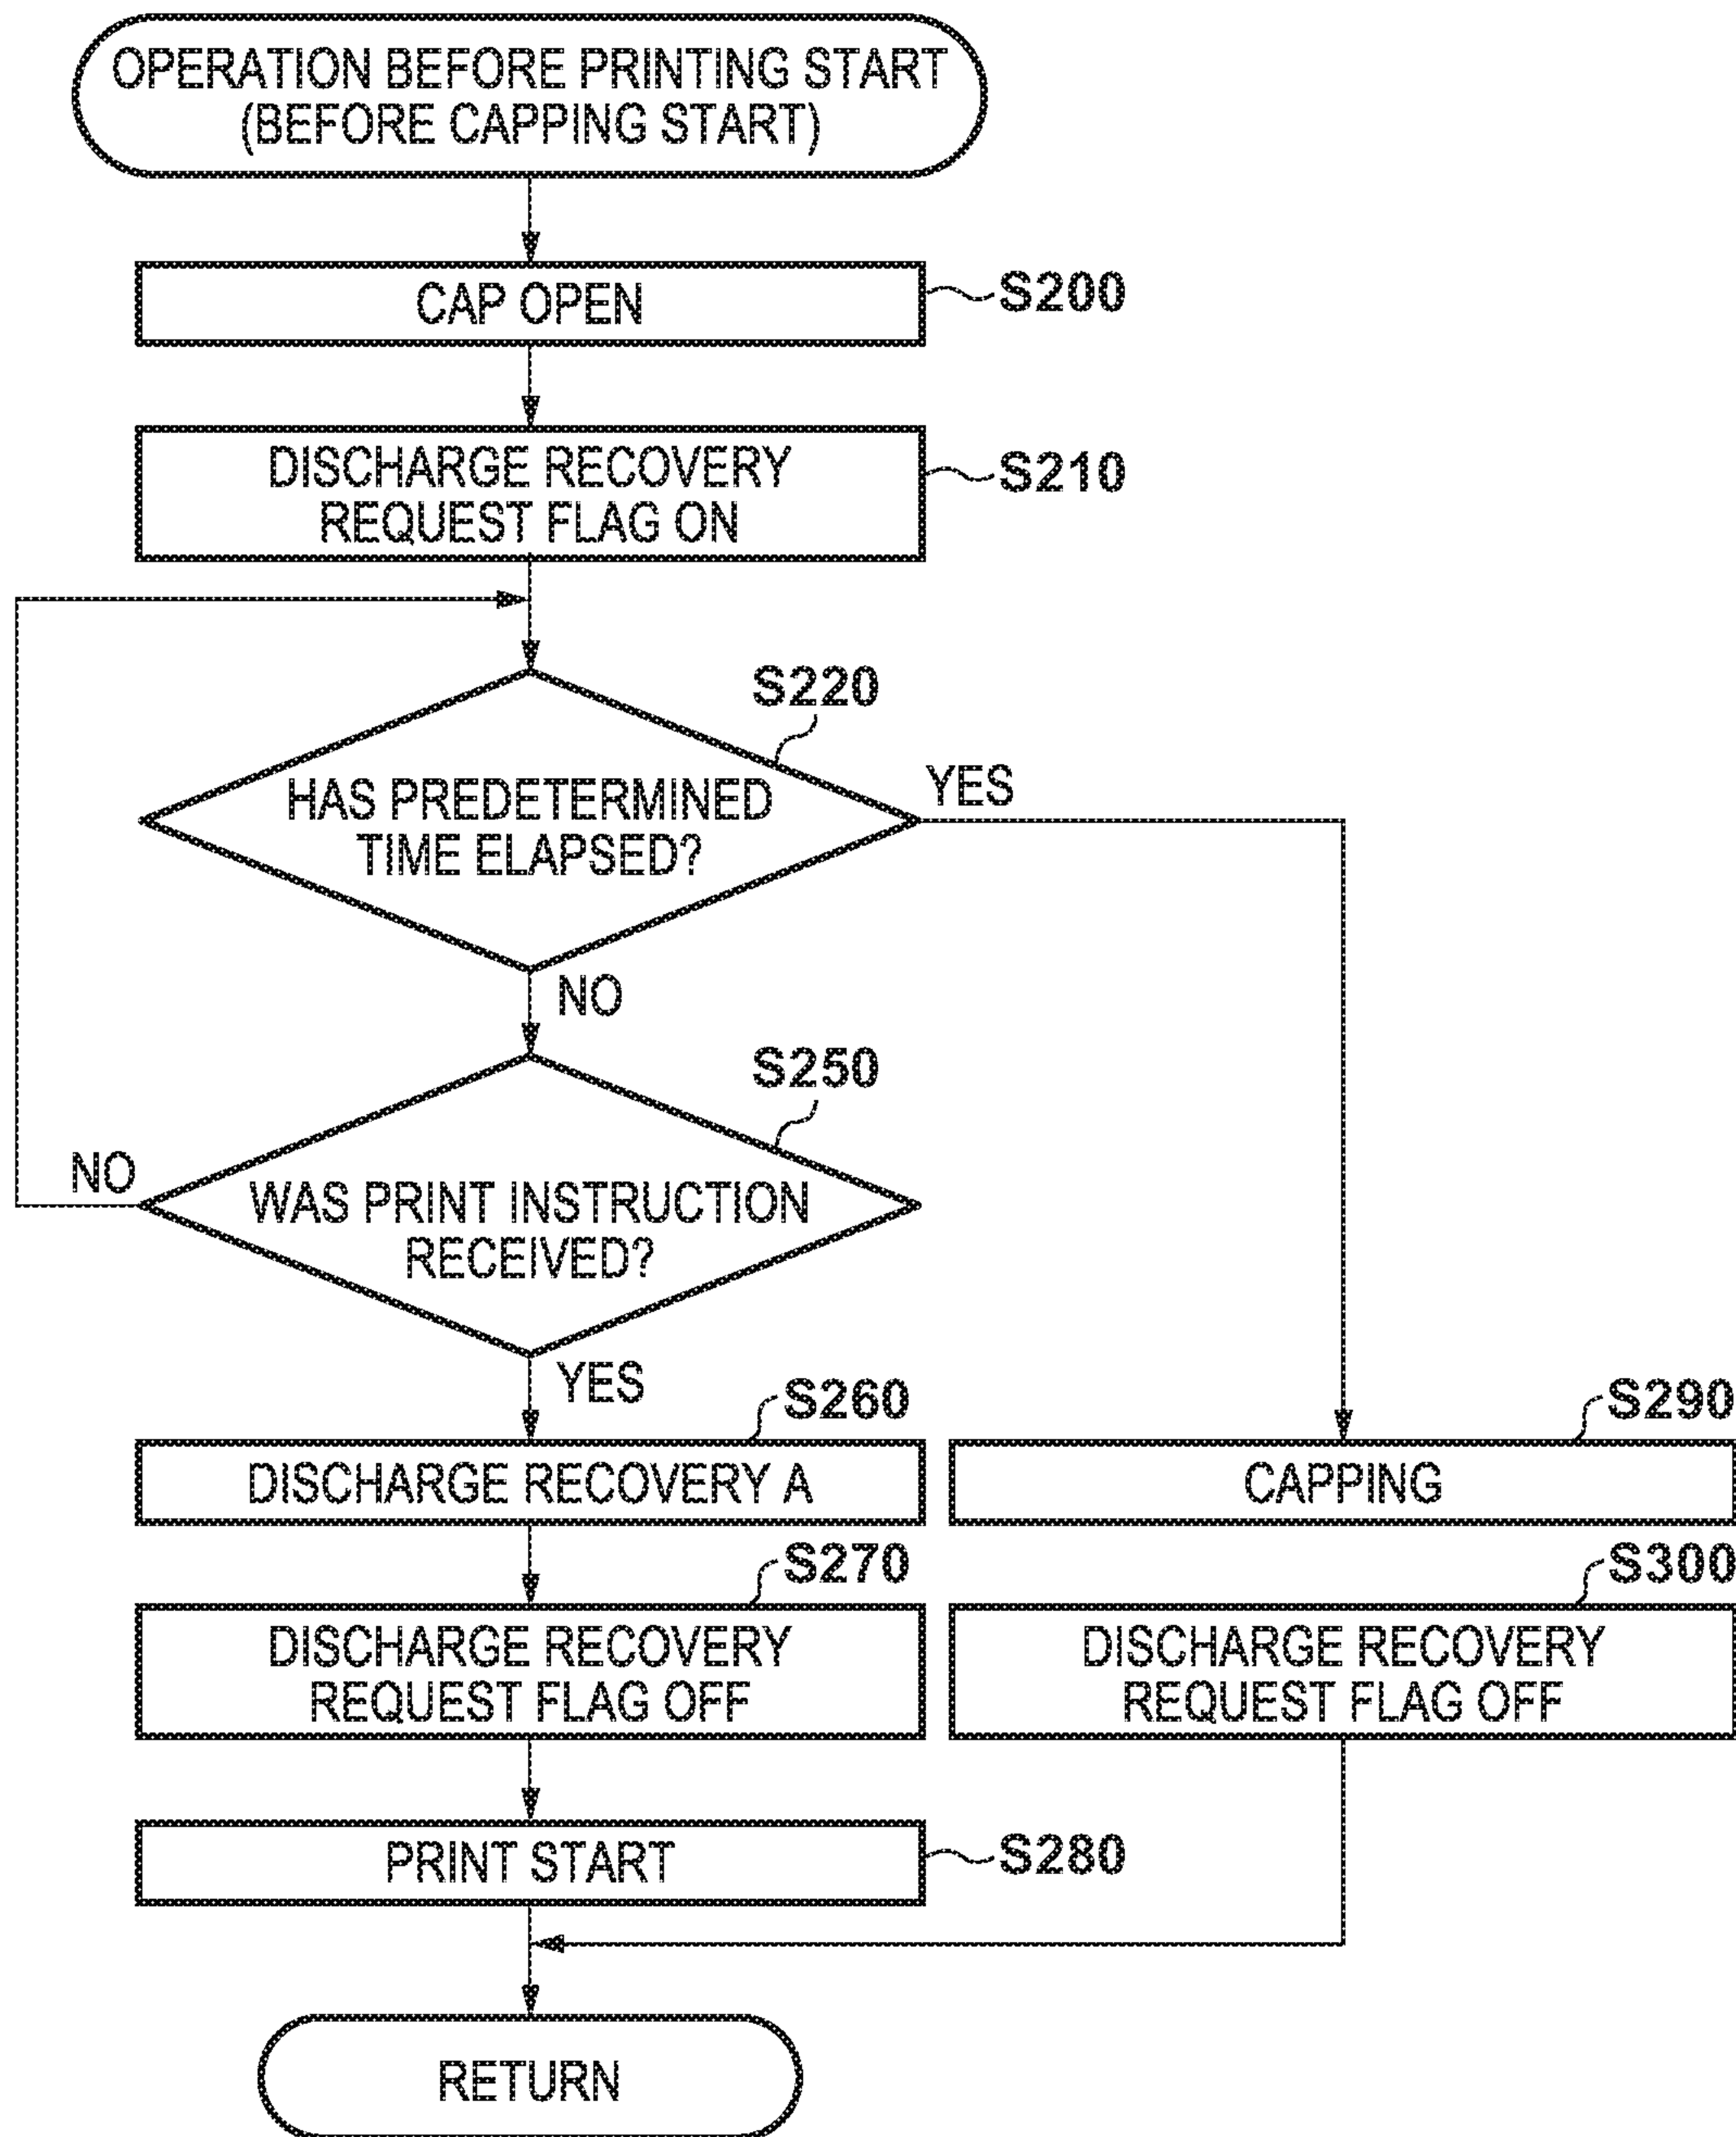 OPERATION BEFORE PRINTING START
(BEFORE CAPPING START)
CAP OPEN
S200
DISCHARGE RECOVERY
REQUEST FLAG ON
S210
S220
HAS PREDETERMINED
TIME ELAPSED?
YES
NO
S250
NO
WAS PRINT INSTRUCTION
RECEIVED?
YES
S260
DISCHARGE RECOVERY A
S290
CAPPING
S270
DISCHARGE RECOVERY
REQUEST FLAG OFF
S300
DISCHARGE RECOVERY
REQUEST FLAG OFF
PRINT START
S280
RETURN